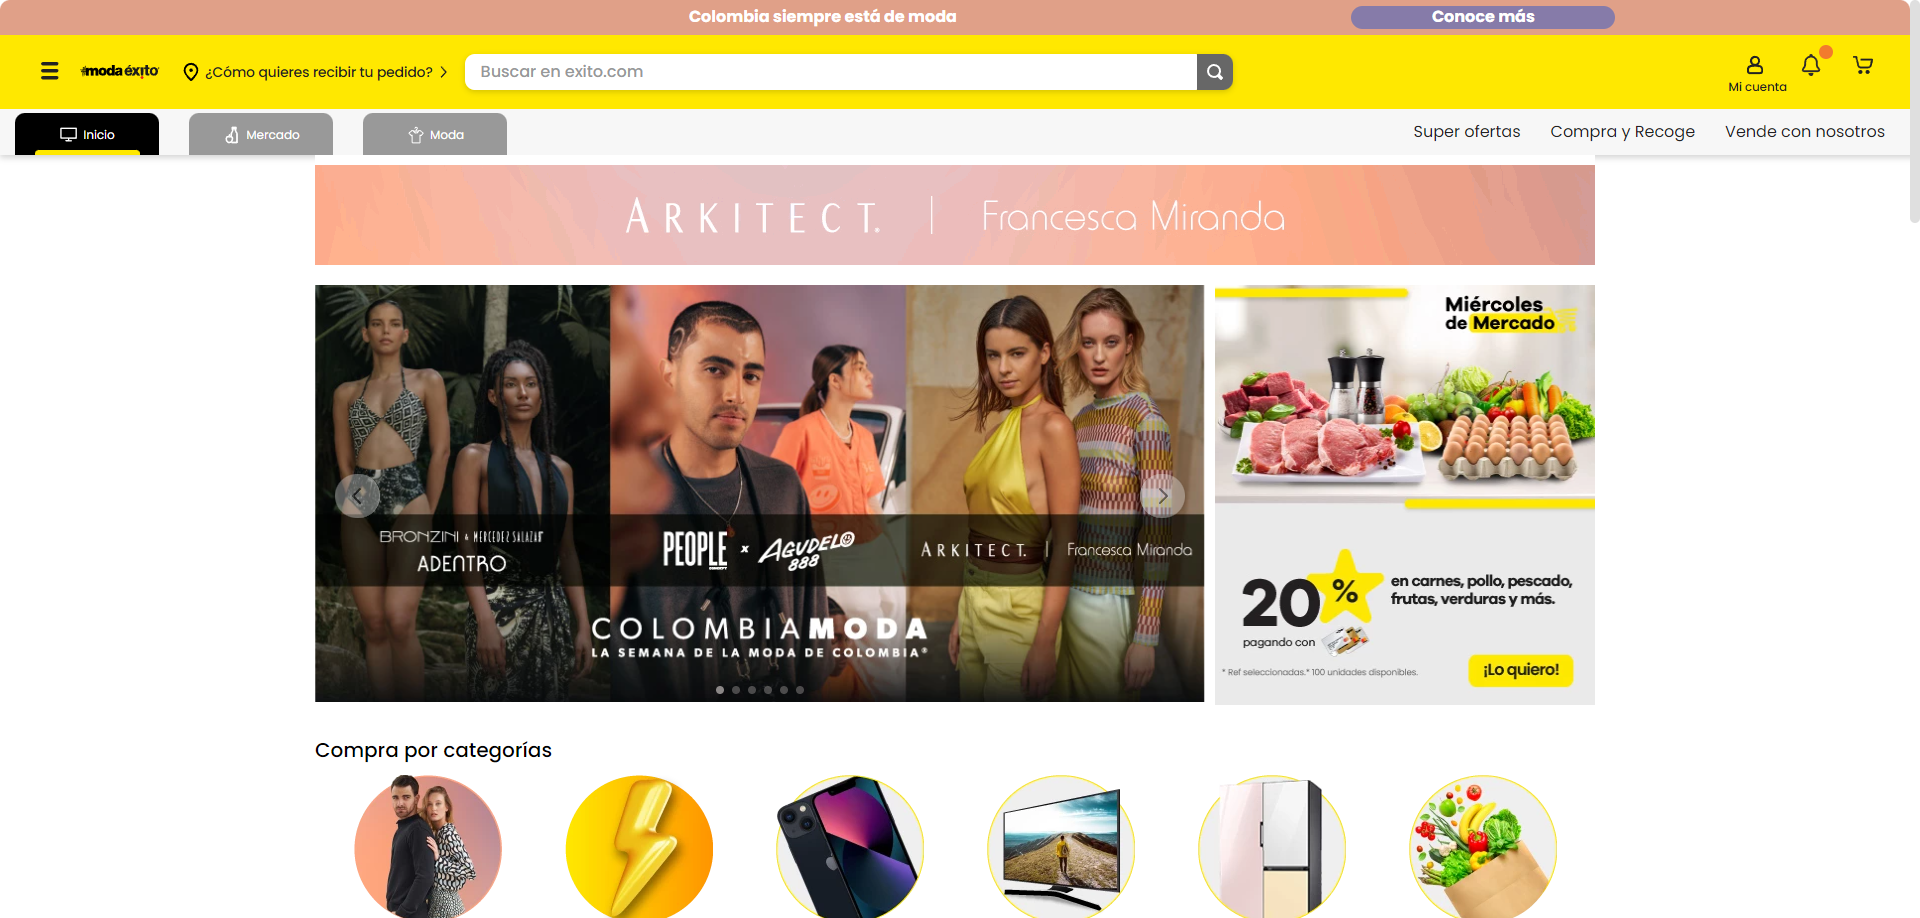 Colombia siempre está de moda
Conoce más
#moda éxito
¿Cómo quieres recibir tu pedido?
Buscar en exito.com
Mi cuenta
Inicio
Mercado
Moda
Super ofertas
Compra y Recoge
Vende con nosotros
ARKITECT. | Francesca Miranda
BRONZINI & MERCEDEZ SALAZAR
ADENTRO
PEOPLE x AGUDELO
888
ARKITECT. | Francesca Miranda
COLOMBIAMODA
LA SEMANA DE LA MODA DE COLOMBIA®
Miércoles
de Mercado
20%
en carnes, pollo, pescado,
frutas, verduras y más.
pagando con
* Ref seleccionadas.* 100 unidades disponibles.
¡Lo quiero!
Compra por categorías